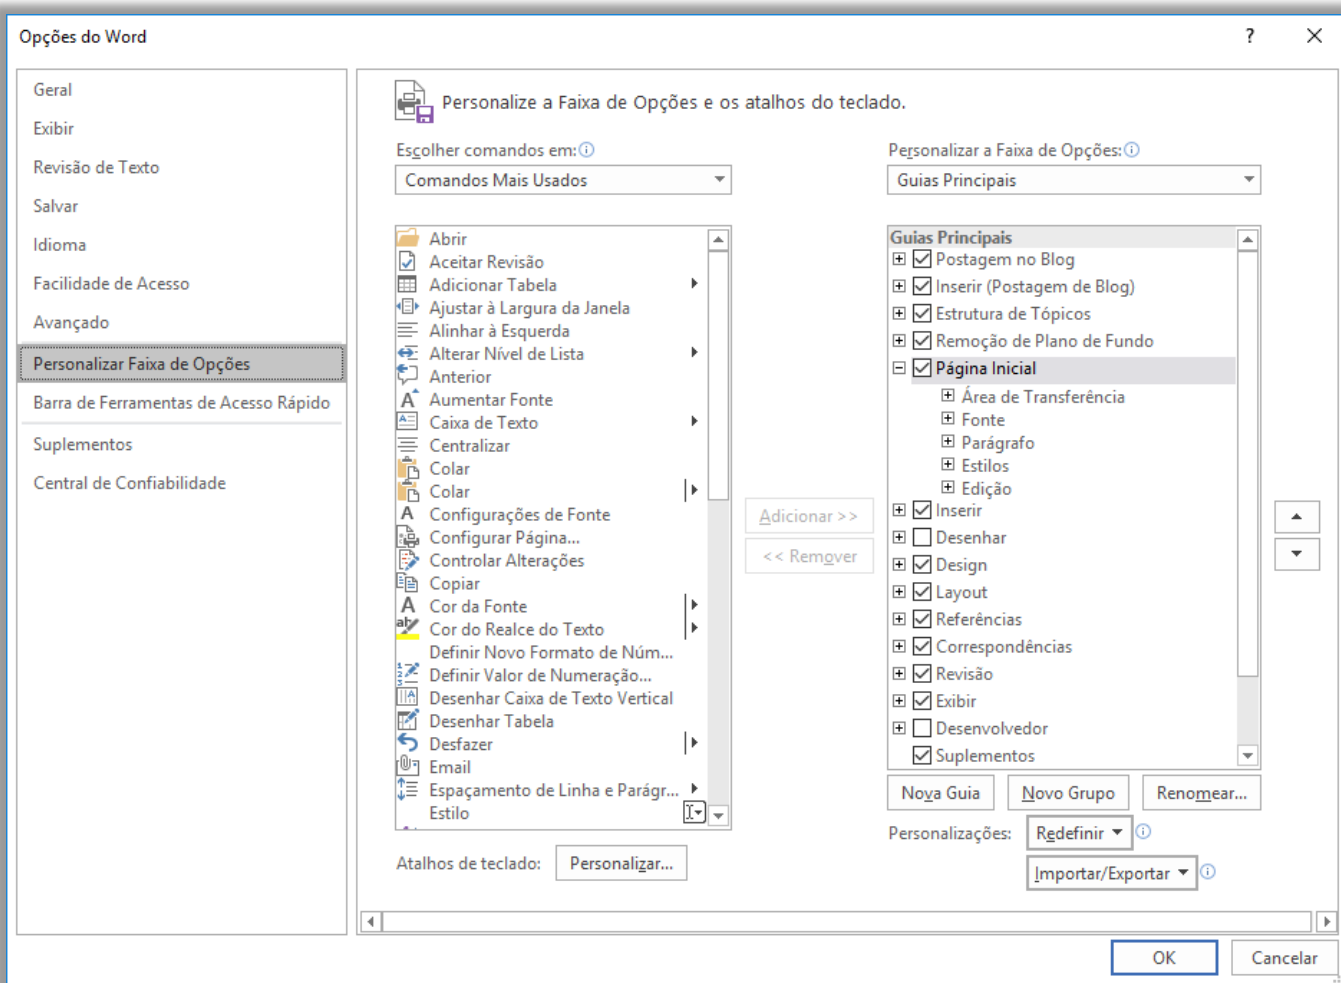 Opções do Word
?
Geral
Exibir
Revisão de Texto
Salvar
Idioma
Facilidade de Acesso
Avançado
Personalizar Faixa de Opções
Barra de Ferramentas de Acesso Rápido
Suplementos
Central de Confiabilidade
Personalize a Faixa de Opções e os atalhos do teclado.
Escolher comandos em:
Comandos Mais Usados
Abrir
Aceitar Revisão
Adicionar Tabela
Ajustar à Largura da Janela
Alinhar à Esquerda
Alterar Nível de Lista
Anterior
Aumentar Fonte
Caixa de Texto
Centralizar
Colar
Colar
Configurações de Fonte
Configurar Página...
Controlar Alterações
Copiar
Cor da Fonte
Cor do Realce do Texto
Definir Novo Formato de Núm...
Definir Valor de Numeração...
Desenhar Caixa de Texto Vertical
Desenhar Tabela
Desfazer
Email
Espaçamento de Linha e Parágr...
Estilo
Atalhos de teclado:
Personalizar...
Adicionar >>
<< Remover
Personalizar a Faixa de Opções:
Guias Principais
Guias Principais
Postagem no Blog
Inserir (Postagem de Blog)
Estrutura de Tópicos
Remoção de Plano de Fundo
Página Inicial
Área de Transferência
Fonte
Parágrafo
Estilos
Edição
Inserir
Desenhar
Design
Layout
Referências
Correspondências
Revisão
Exibir
Desenvolvedor
Suplementos
Nova Guia
Novo Grupo
Renomear...
Personalizações:
Redefinir
Importar/Exportar
OK
Cancelar